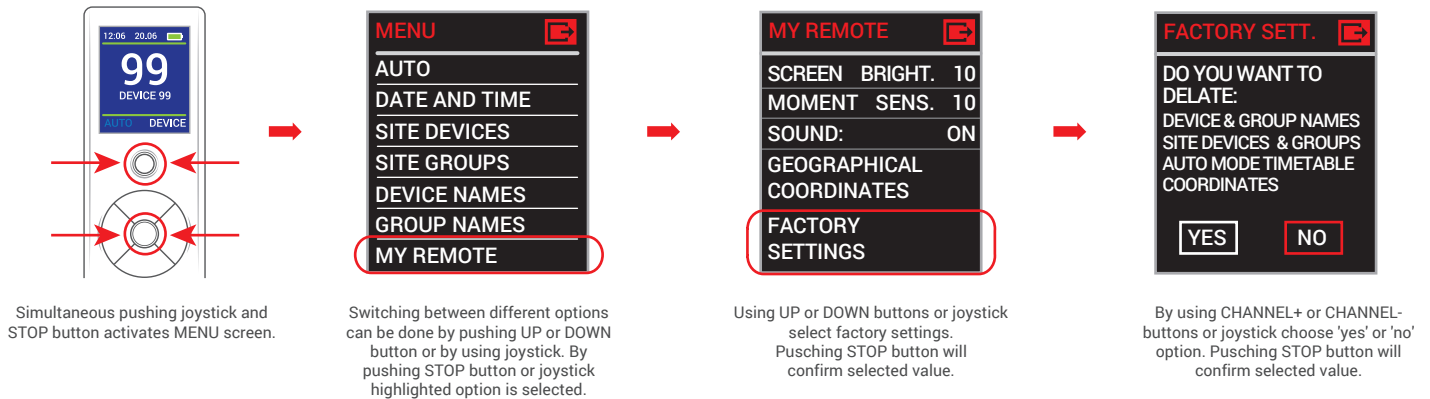 12:06 20.06
99
DEVICE 99
AUTO DEVICE
Simultaneous pushing joystick and
STOP button activates MENU screen.
MENU
AUTO
DATE AND TIME
SITE DEVICES
SITE GROUPS
DEVICE NAMES
GROUP NAMES
MY REMOTE
Switching between different options
can be done by pushing UP or DOWN
button or by using joystick. By
pushing STOP button or joystick
highlighted option is selected.
MY REMOTE
SCREEN BRIGHT. 10
MOMENT SENS. 10
SOUND: ON
GEOGRAPHICAL
COORDINATES
FACTORY
SETTINGS
Using UP or DOWN buttons or joystick
select factory settings.
Pusching STOP button will
confirm selected value.
FACTORY SETT.
DO YOU WANT TO
DELATE:
DEVICE & GROUP NAMES
SITE DEVICES & GROUPS
AUTO MODE TIMETABLE
COORDINATES
YES NO
By using CHANNEL+ or CHANNEL-
buttons or joystick choose 'yes' or 'no'
option. Pusching STOP button will
confirm selected value.